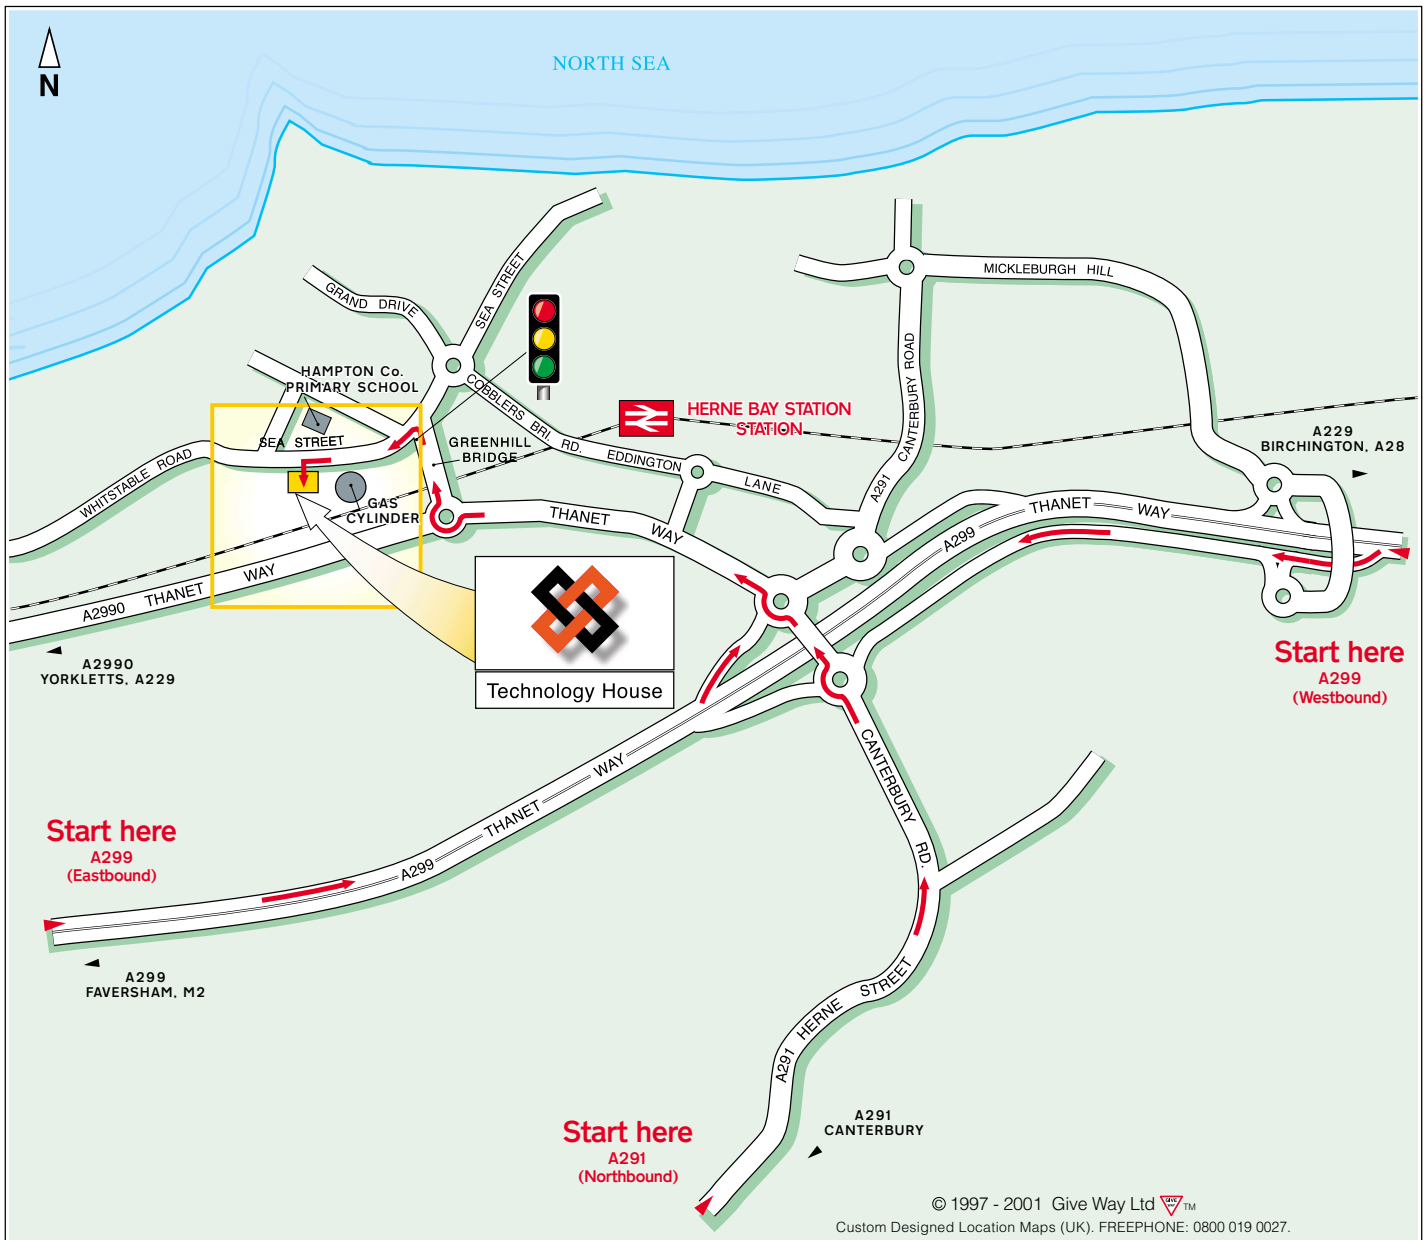 NORTH SEA
N
MICKLEBURGH HILL
SEA STREET
GRAND DRIVE
HAMPTON Co.
PRIMARY SCHOOL
COBBLERS BRI. RD.
CANTERBURY ROAD
HERNE BAY STATION
STATION
A229
BIRCHINGTON, A28
SEA STREET
GREENHILL
BRIDGE
WHITSTABLE ROAD
EDDINGTON LANE
A291
GAS
CYLINDER
THANET WAY
THANET WAY
A299
A2990 THANET WAY
A2990
YORKLETTS, A229
Technology House
Start here
A299
(Westbound)
CANTERBURY RD.
A299 THANET WAY
Start here
A299
(Eastbound)
A299
FAVERSHAM, M2
A291 HERNE STREET
A291
CANTERBURY
Start here
A291
(Northbound)
© 1997 - 2001 Give Way Ltd GIVE WAY TM
Custom Designed Location Maps (UK). FREEPHONE: 0800 019 0027.